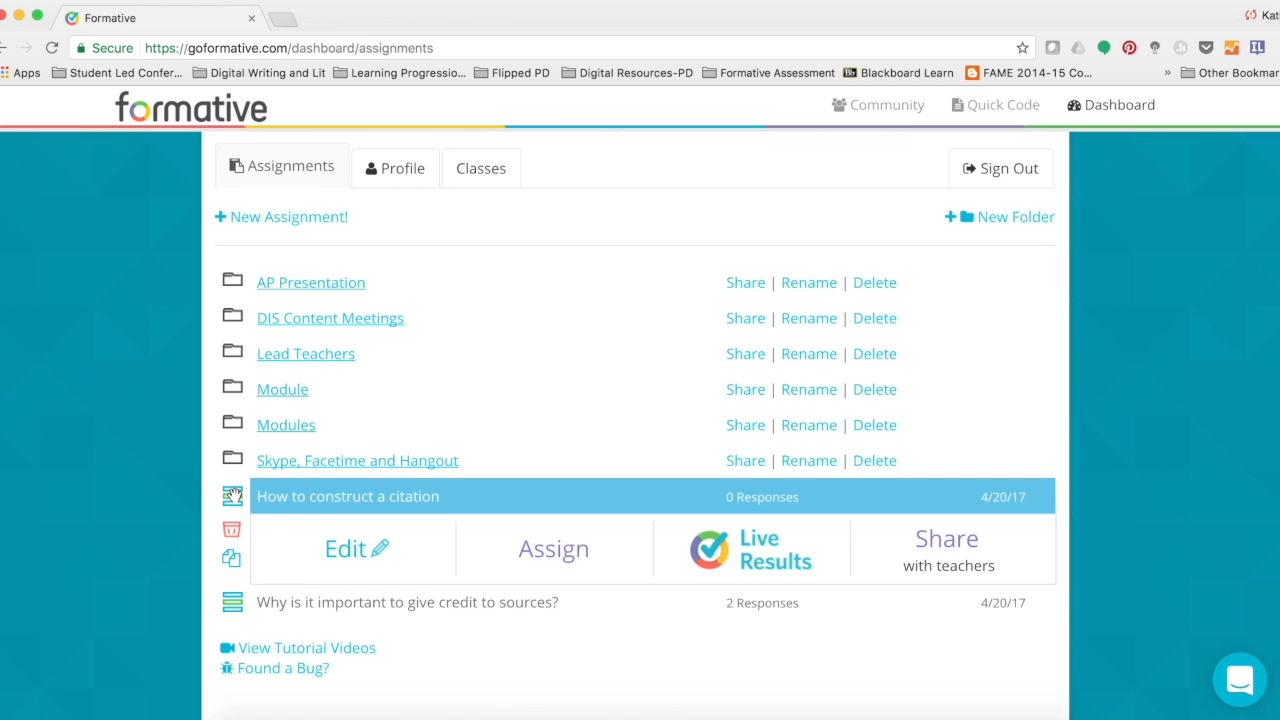 Formative
Kati
Secure https://goformative.com/dashboard/assignments
Apps Student Led Confer... Digital Writing and Lit Learning Progressio... Flipped PD Digital Resources-PD Formative Assessment Blackboard Learn FAME 2014-15 Co... » Other Bookmar
formative Community Quick Code Dashboard
Assignments Profile Classes Sign Out
+ New Assignment! + New Folder
AP Presentation Share | Rename | Delete
DIS Content Meetings Share | Rename | Delete
Lead Teachers Share | Rename | Delete
Module Share | Rename | Delete
Modules Share | Rename | Delete
Skype, Facetime and Hangout Share | Rename | Delete
How to construct a citation 0 Responses 4/20/17
Edit Assign Live Results Share with teachers
Why is it important to give credit to sources? 2 Responses 4/20/17
View Tutorial Videos
Found a Bug?